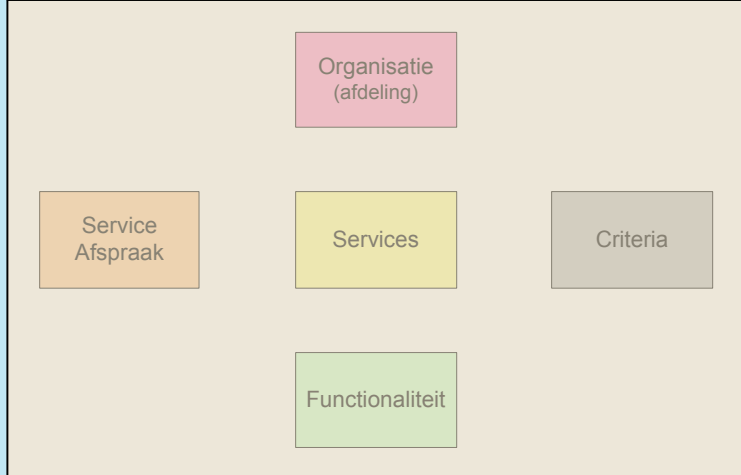 Organisatie
(afdeling)
Service
Afspraak
Services
Criteria
Functionaliteit